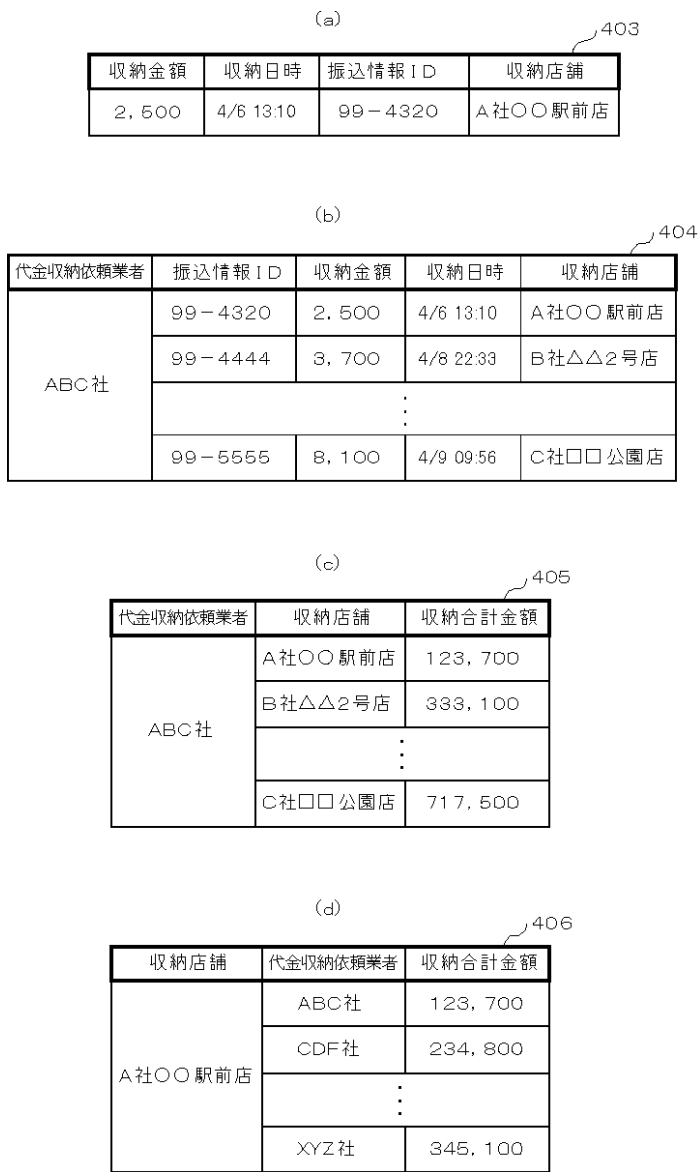 (a)
403
収納金額 収納日時 振込情報ID 収納店舗
2,500 4/6 13:10 99-4320 A社〇〇駅前店
(b)
404
代金収納依頼業者 振込情報ID 収納金額 収納日時 収納店舗
99-4320 2,500 4/6 13:10 A社〇〇駅前店
99-4444 3,700 4/8 22:33 B社△△2号店
ABC社
⋮
99-5555 8,100 4/9 09:56 C社□□公園店
(c)
405
代金収納依頼業者 収納店舗 収納合計金額
A社〇〇駅前店 123,700
B社△△2号店 333,100
ABC社
⋮
C社□□公園店 717,500
(d)
406
収納店舗 代金収納依頼業者 収納合計金額
ABC社 123,700
CDF社 234,800
A社〇〇駅前店
⋮
XYZ社 345,100